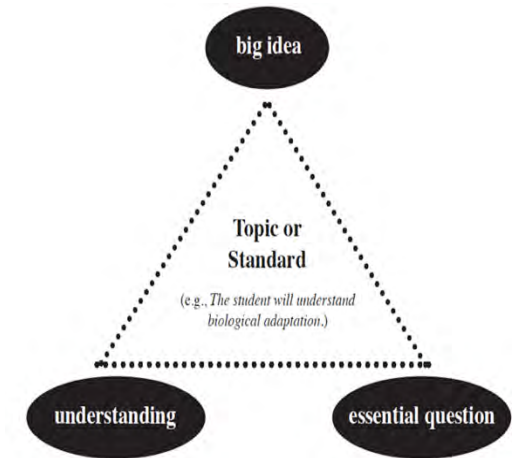 big idea
Topic or
Standard
(e.g., The student will understand
biological adaptation.)
understanding
essential question